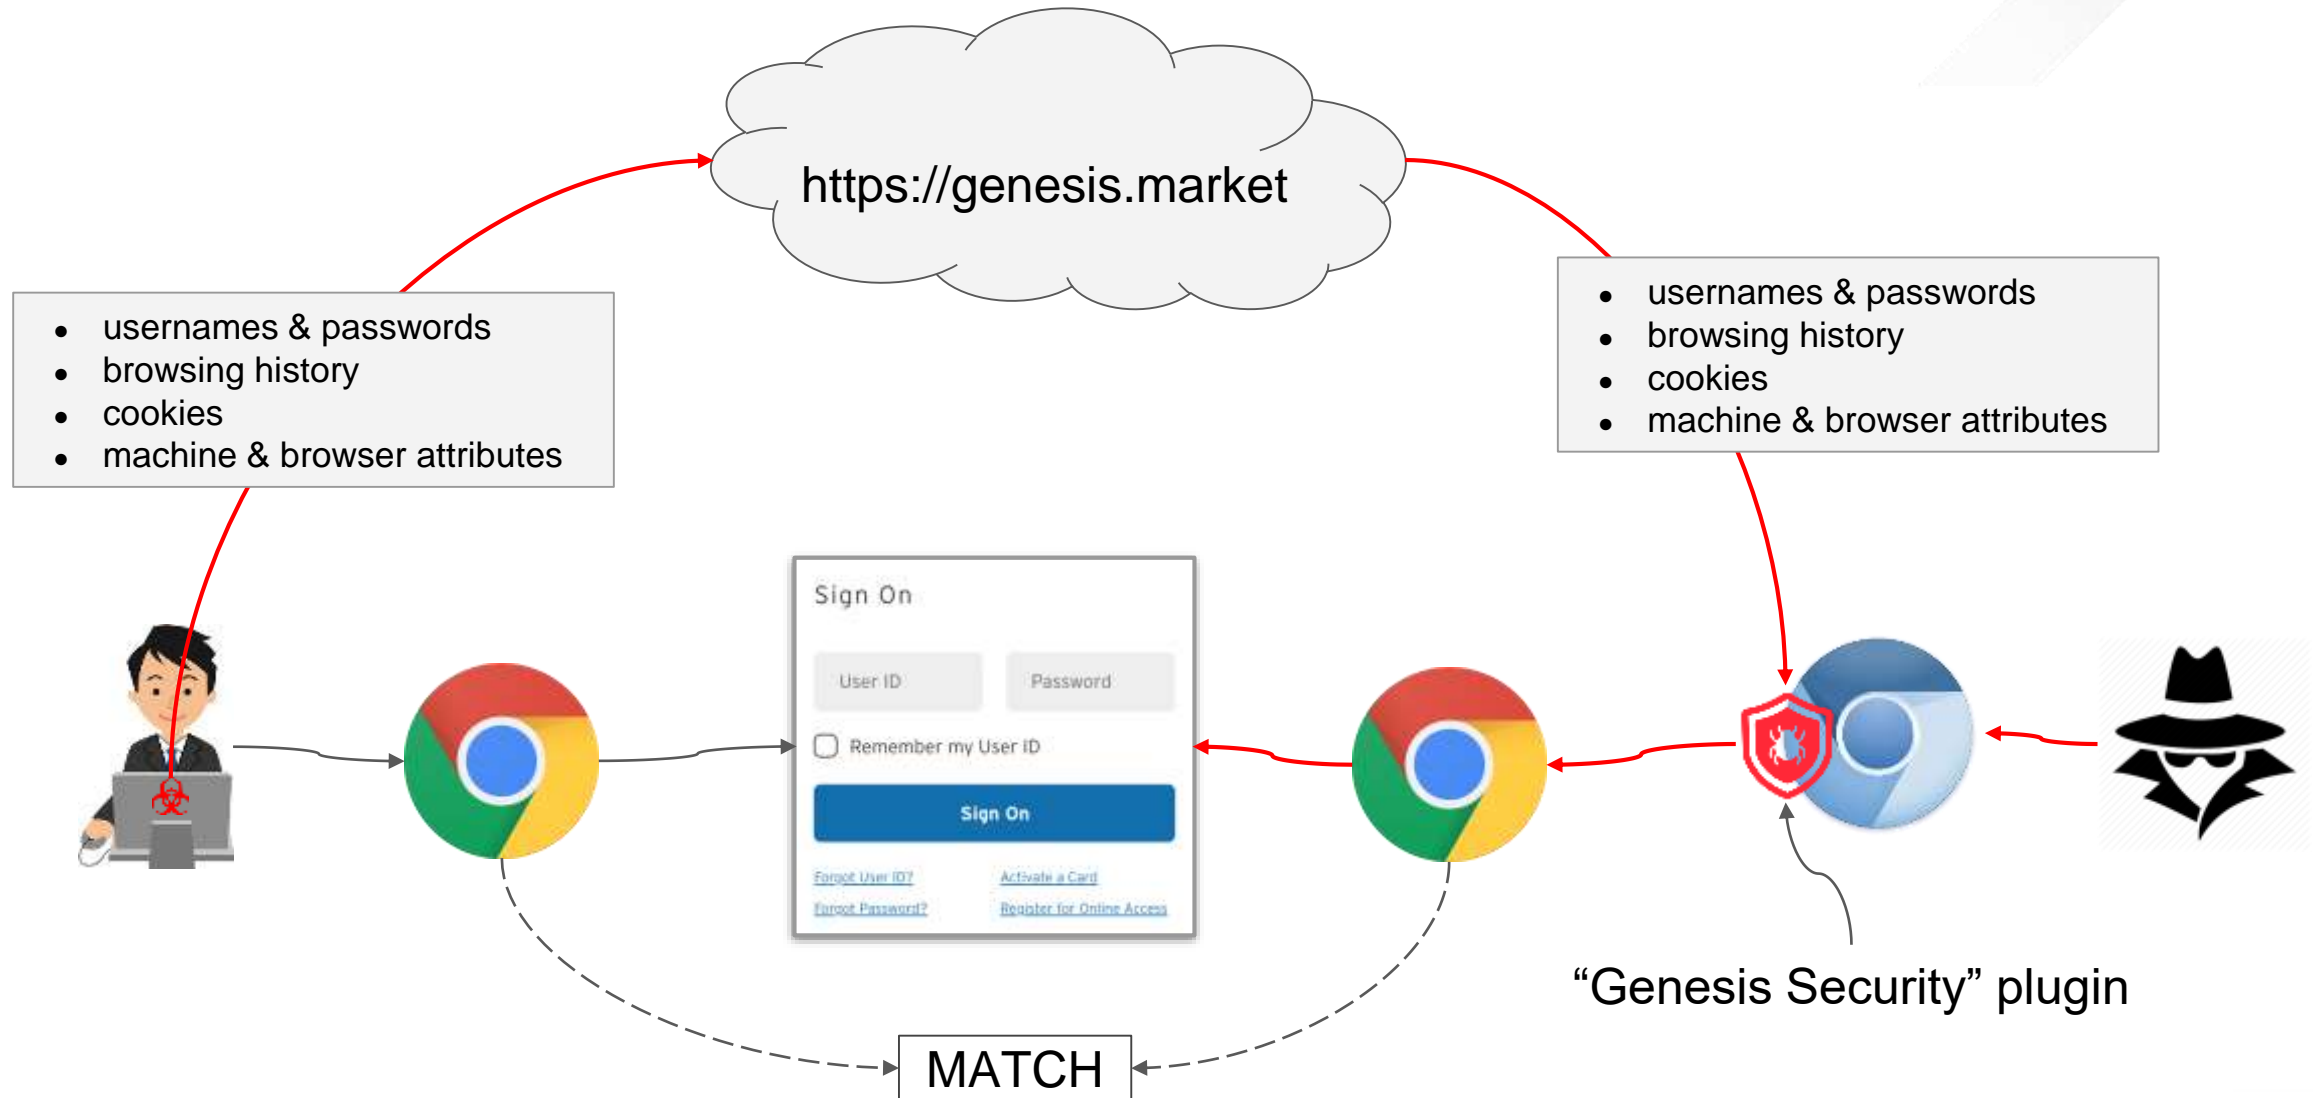 https://genesis.market
● usernames & passwords
● browsing history
● cookies
● machine & browser attributes
● usernames & passwords
● browsing history
● cookies
● machine & browser attributes
Sign On
User ID
Password
Remember my User ID
Sign On
Forgot User ID?
Activate a Card
Forgot Password?
Register for Online Access
“Genesis Security” plugin
MATCH